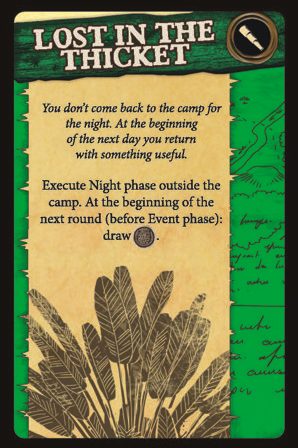 LOST IN THE
THICKET
You don't come back to the camp for
the night. At the beginning
of the next day you return
with something useful.
Execute Night phase outside the
camp. At the beginning of the
next round (before Event phase):
draw .